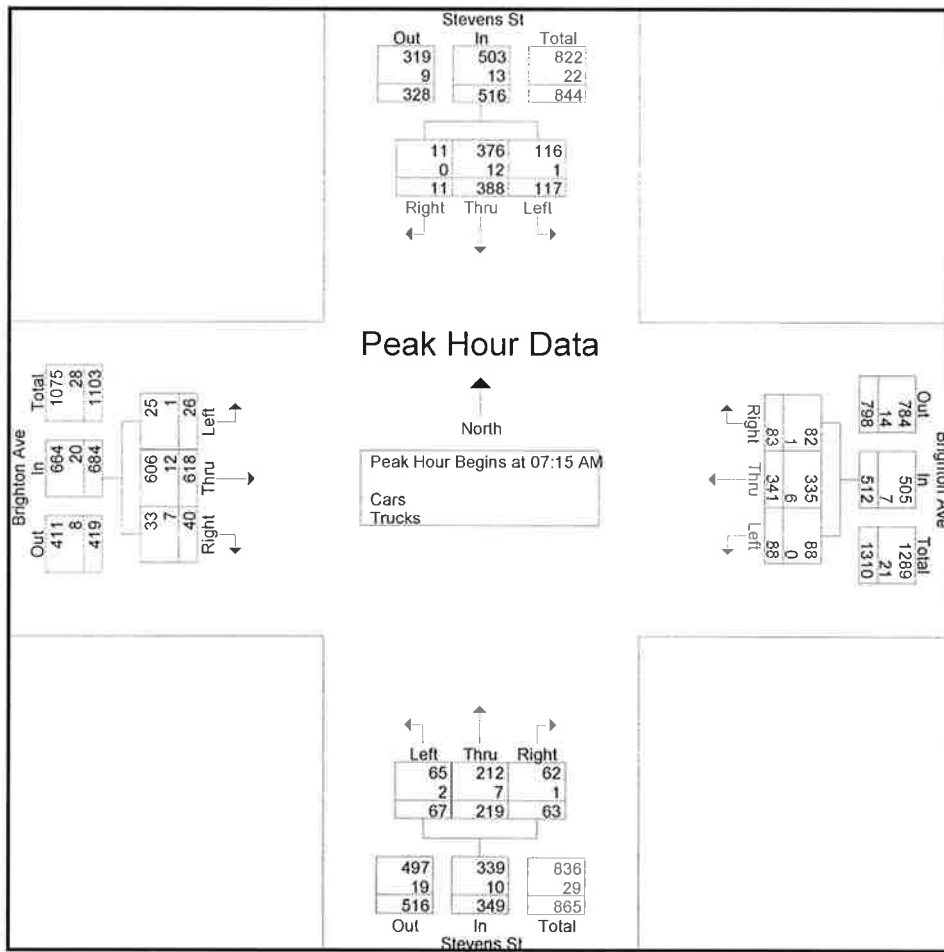 Stevens St
Out In Total
319 503 822
9 13 22
328 516 844
11 376 116
0 12 1
11 388 117
Right Thru Left
Peak Hour Data
North
Peak Hour Begins at 07:15 AM
Cars
Trucks
Brighton Ave
Out In Total
411 664 1075
8 20 28
419 684 1103
25 606 33
1 12 7
26 618 40
Left Thru Right
Brighton Ave
Out In Total
784 505 1289
14 7 21
798 512 1310
82 335 88
1 6 0
83 341 88
Right Thru Left
Left Thru Right
65 212 62
2 7 1
67 219 63
497 339 836
19 10 29
516 349 865
Out In Total
Stevens St